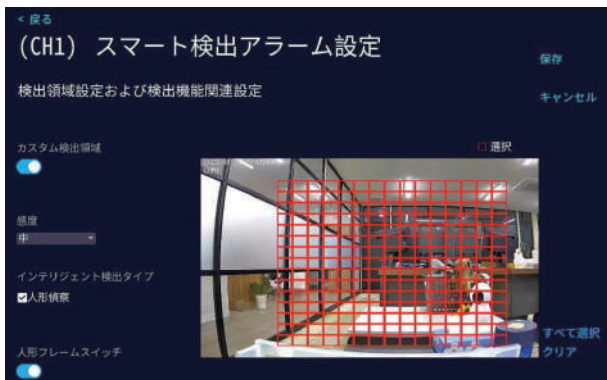 < 戻る
(CH1) スマート検出アラーム設定
保存
検出領域設定および検出機能関連設定
キャンセル
カスタム検出領域
選択
感度
中
インテリジェント検出タイプ
人形偵察
すべて選択
人形フレームスイッチ
クリア